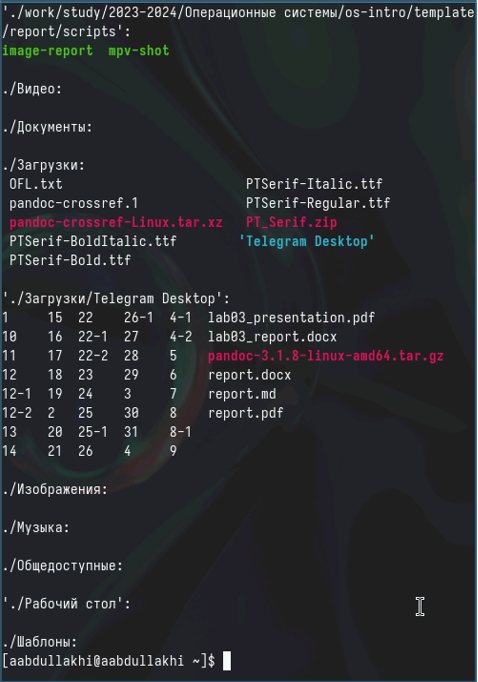 './work/study/2023-2024/Операционные системы/os-intro/template
/report/scripts':
image-report  mpv-shot

./Видео:

./Документы:

./Загрузки:
 OFL.txt                        PTSerif-Italic.ttf
 pandoc-crossref.1              PTSerif-Regular.ttf
 pandoc-crossref-Linux.tar.xz   PT_Serif.zip
 PTSerif-BoldItalic.ttf        'Telegram Desktop'
 PTSerif-Bold.ttf

'./Загрузки/Telegram Desktop':
1     15  22    26-1  4-1  lab03_presentation.pdf
10    16  22-1  27    4-2  lab03_report.docx
11    17  22-2  28    5    pandoc-3.1.8-linux-amd64.tar.gz
12    18  23    29    6    report.docx
12-1  19  24    3     7    report.md
12-2  2   25    30    8    report.pdf
13    20  25-1  31    8-1
14    21  26    4     9

./Изображения:

./Музыка:

./Общедоступные:

'./Рабочий стол':

./Шаблоны:
[aabdullakhi@aabdullakhi ~]$